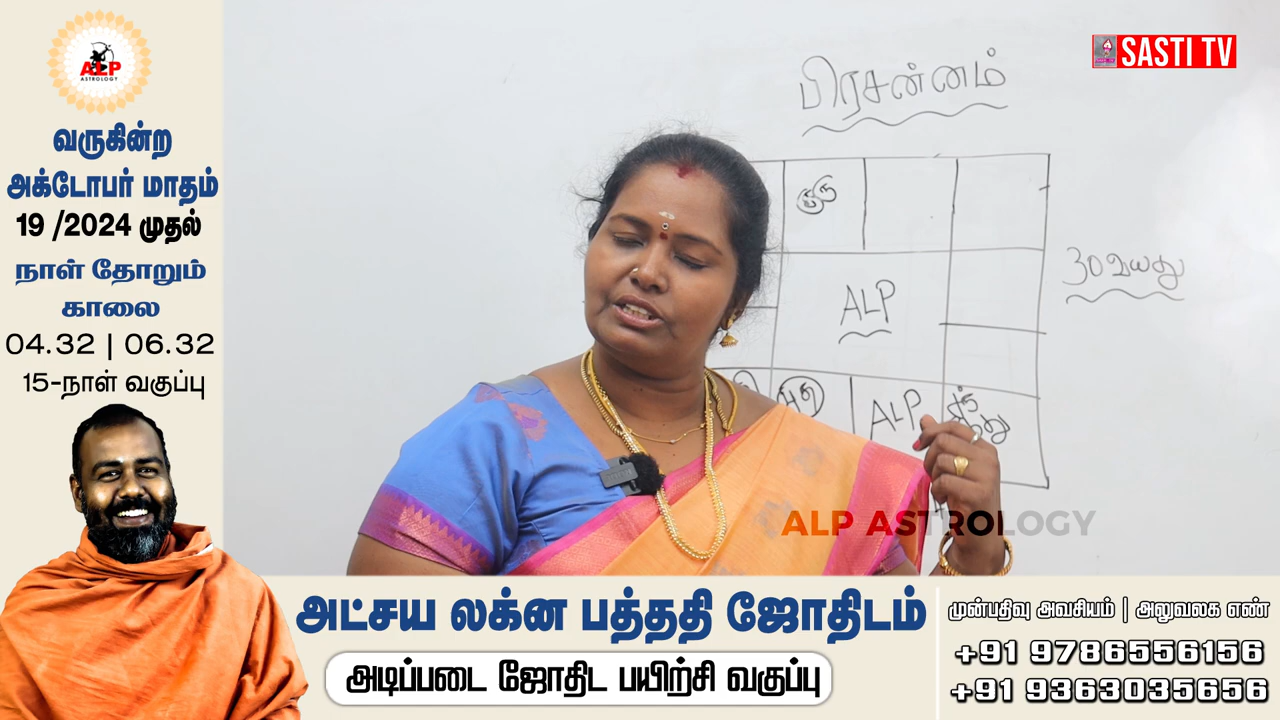 ALP
ASTROLOGY
வருகின்ற
அக்டோபர் மாதம்
19 /2024 முதல்
நாள் தோறும்
காலை
04.32 | 06.32
15-நாள் வகுப்பு
SASTI TV
பிரசன்னம்
குரு
30 வயது
ALP
ALP
ALP ASTROLOGY
அட்சய லக்ன பத்ததி ஜோதிடம்
அடிப்படை ஜோதிட பயிற்சி வகுப்பு
முன்பதிவு அவசியம் | அலுவலக எண்
+91 9786556156
+91 9363035656